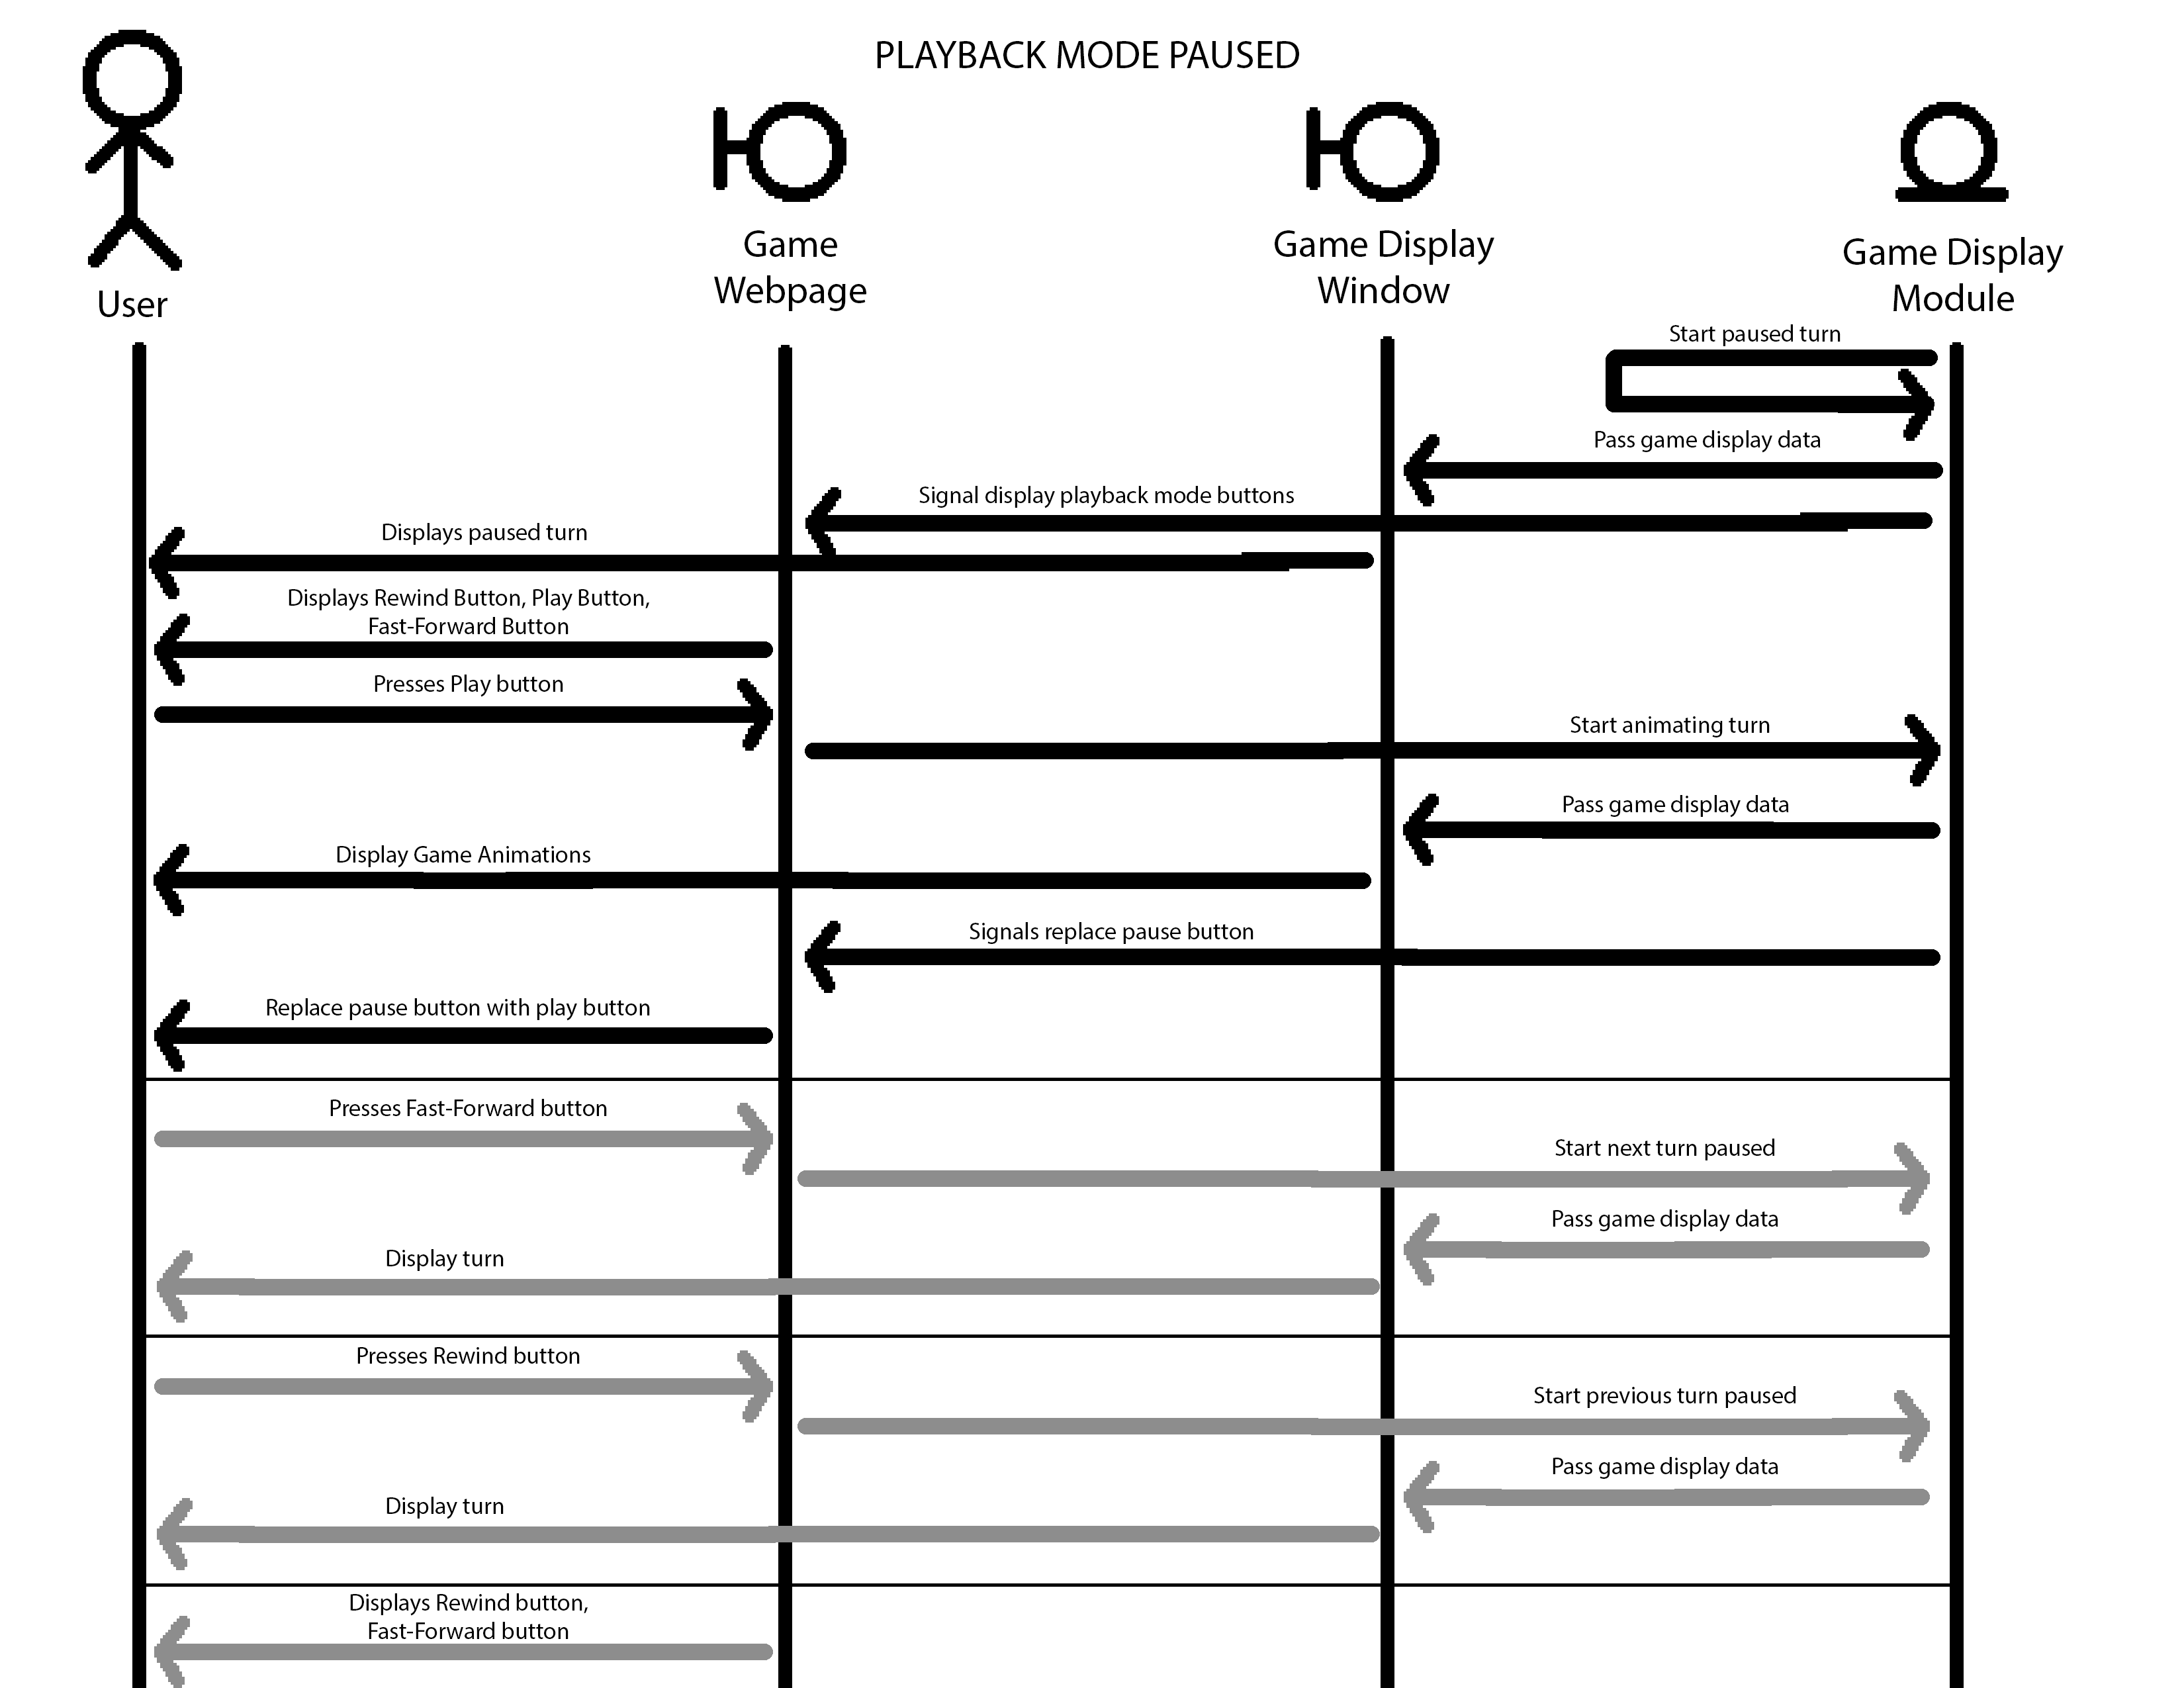 PLAYBACK MODE PAUSED
User
Game
Webpage
Game Display
Window
Game Display
Module
Start paused turn
Pass game display data
Signal display playback mode buttons
Displays paused turn
Displays Rewind Button, Play Button,
Fast-Forward Button
Presses Play button
Start animating turn
Pass game display data
Display Game Animations
Signals replace pause button
Replace pause button with play button
Presses Fast-Forward button
Start next turn paused
Pass game display data
Display turn
Presses Rewind button
Start previous turn paused
Pass game display data
Display turn
Displays Rewind button,
Fast-Forward button